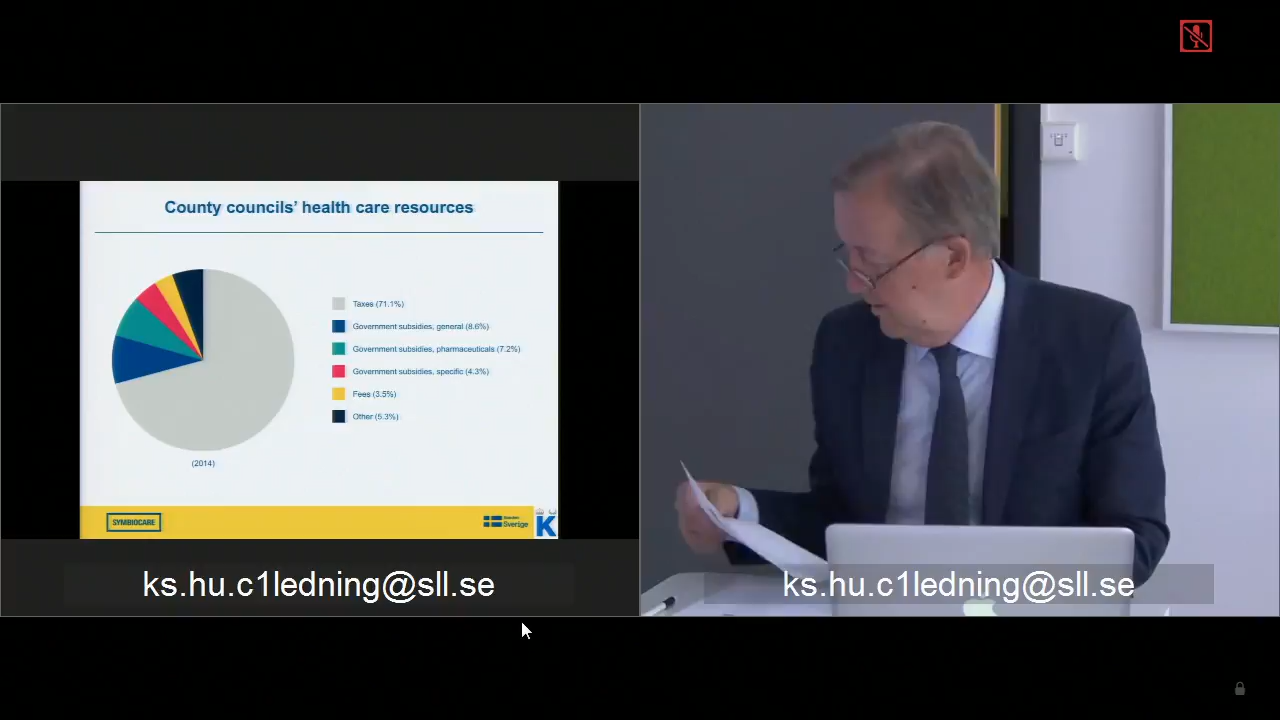 County councils' health care resources
Taxes (71.1%)
Government subsidies, general (8.6%)
Government subsidies, pharmaceuticals (7.2%)
Government subsidies, specific (4.3%)
Fees (3.5%)
Other (5.3%)
(2014)
SYMBIOCARE
Sweden
Sverige
K
ks.hu.c1ledning@sll.se
ks.hu.c1ledning@sll.se